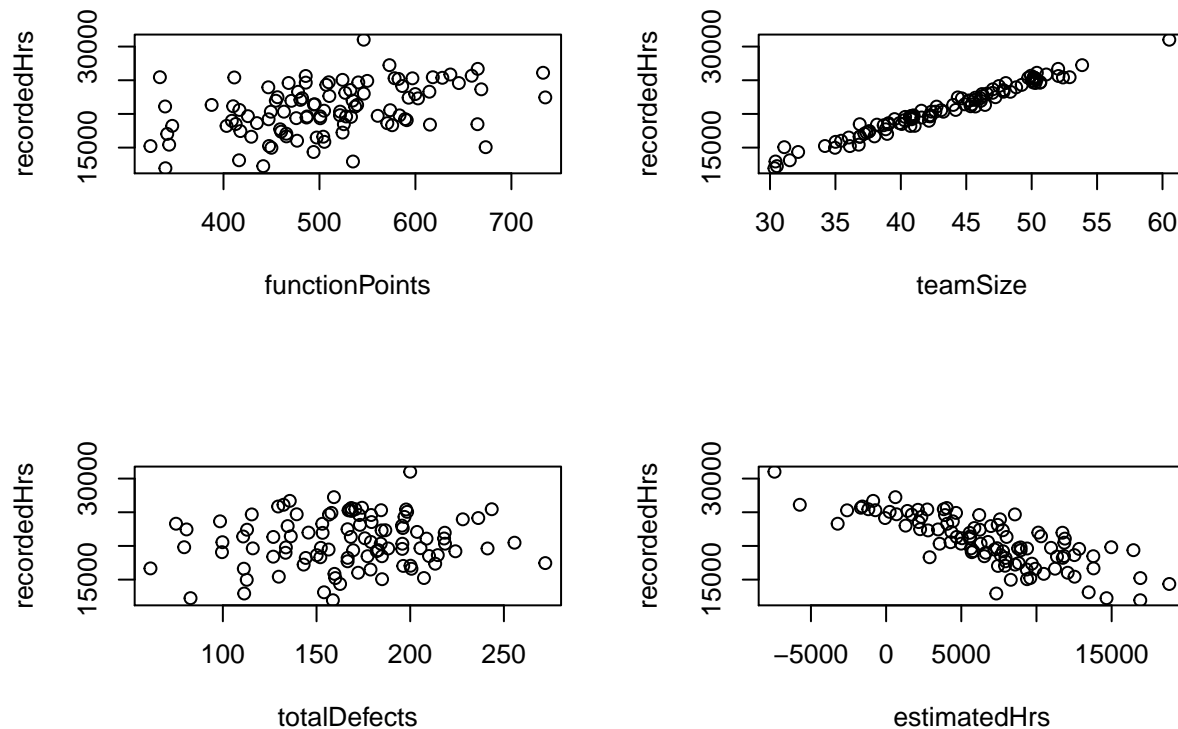 recordedHrs
15000 30000
400 500 600 700
functionPoints
recordedHrs
15000 30000
30 35 40 45 50 55 60
teamSize
recordedHrs
15000 30000
100 150 200 250
totalDefects
recordedHrs
15000 30000
−5000 0 5000 15000
estimatedHrs